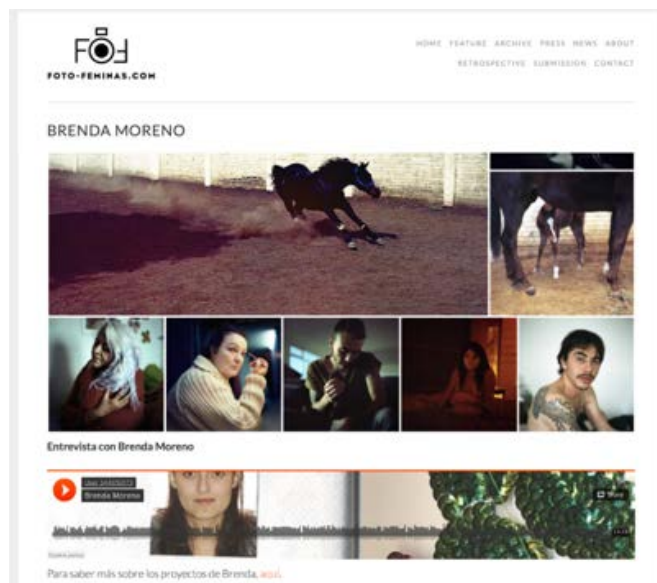 FOTO-FEMINAS.COM
HOME FEATURE ARCHIVE PRESS NEWS ABOUT
RETROSPECTIVE SUBMISSION CONTACT
BRENDA MORENO
Entrevista con Brenda Moreno
Brenda Moreno
Share
Para saber más sobre los proyectos de Brenda, aquí.